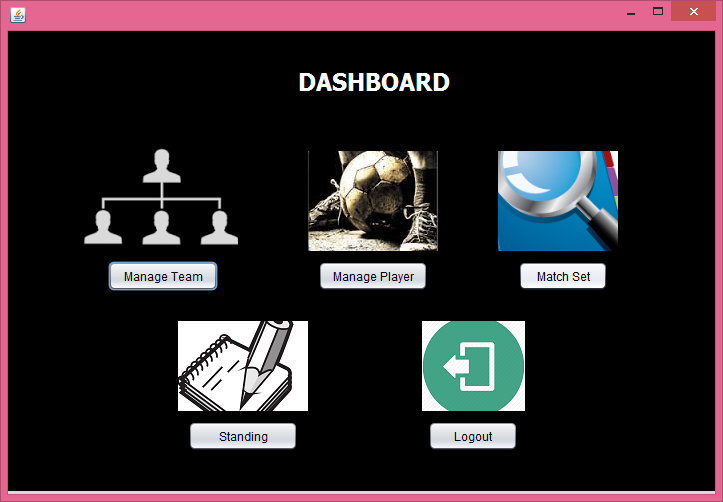 DASHBOARD
Manage Team
Manage Player
Match Set
Standing
Logout